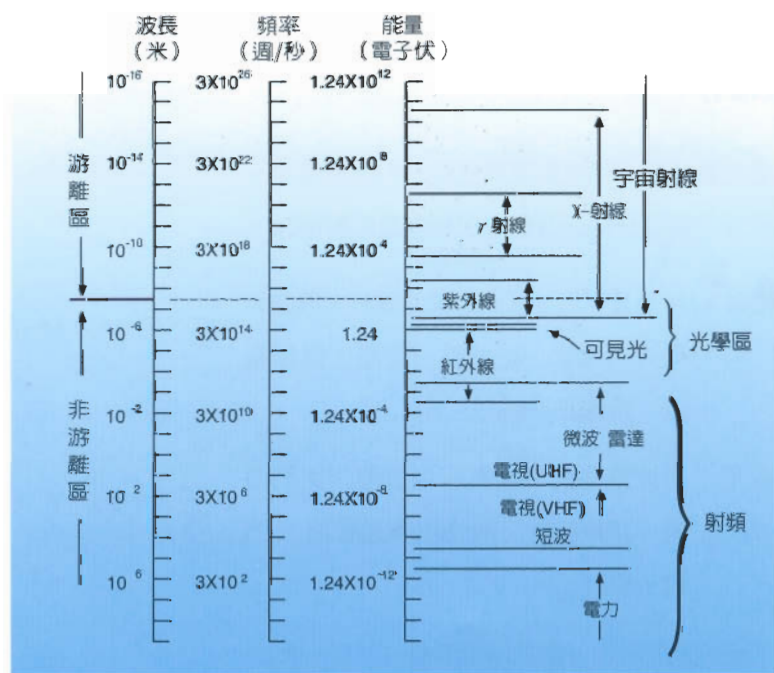 波長
（米）
頻率
（週/秒）
能量
（電子伏）
10⁻¹⁶ 3X10²⁶ 1.24X10¹²
10⁻¹⁴ 3X10²² 1.24X10⁸
10⁻¹⁰ 3X10¹⁸ 1.24X10⁴
10⁻⁶ 3X10¹⁴ 1.24
10⁻² 3X10¹⁰ 1.24X10⁻⁴
10⁻² 3X10⁶ 1.24X10⁻⁸
10⁶ 3X10² 1.24X10⁻¹²
游離區
非游離區
宇宙射線
X-射線
γ射線
紫外線
可見光
光學區
紅外線
微波 雷達
電視(UHF)
電視(VHF)
短波
射頻
電力